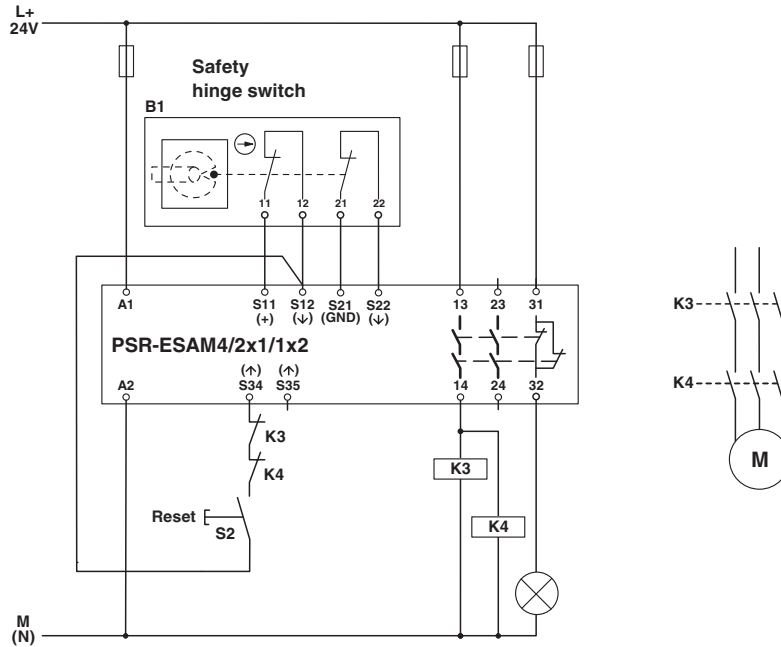 L+
24V
Safety
hinge switch
B1
11 12 21 22
A1 S11 S12 S21 S22 13 23 31
(+) (↓) (GND) (↓)
PSR-ESAM4/2x1/1x2
(↑) (↑)
A2 S34 S35 14 24 32
K3
K4
Reset
S2
K3
K4
M
(N)
K3
K4
M